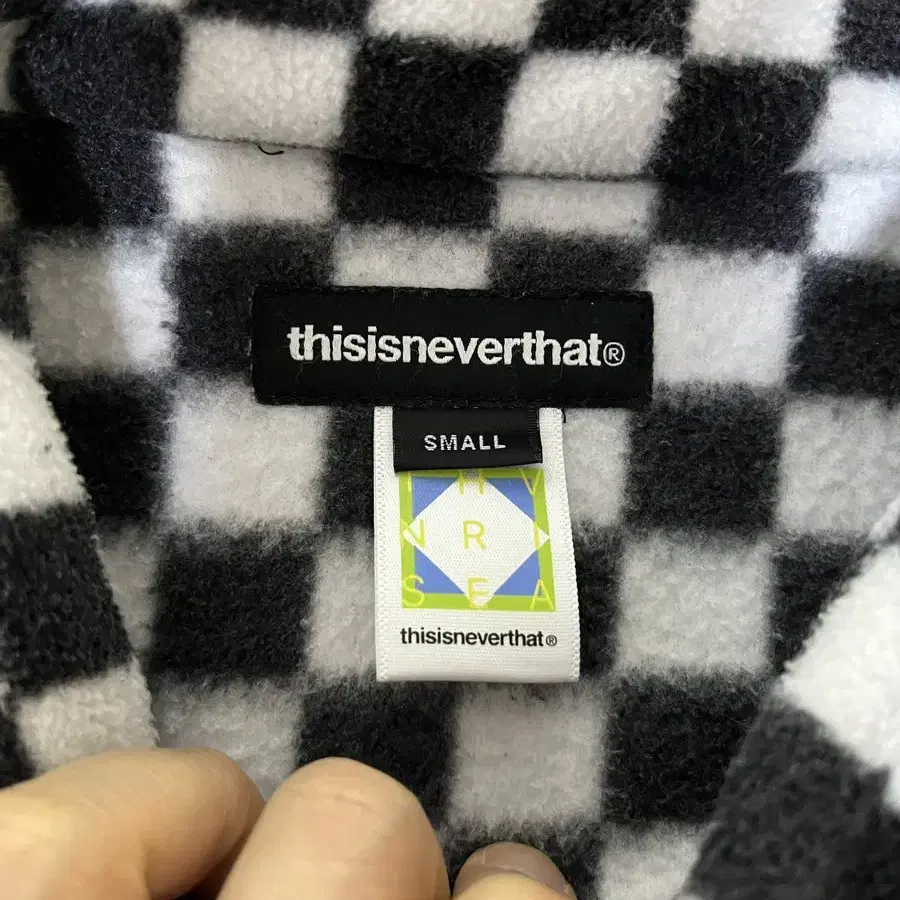 thisisneverthat®
SMALL
T H V
N R I
S E A
thisisneverthat®